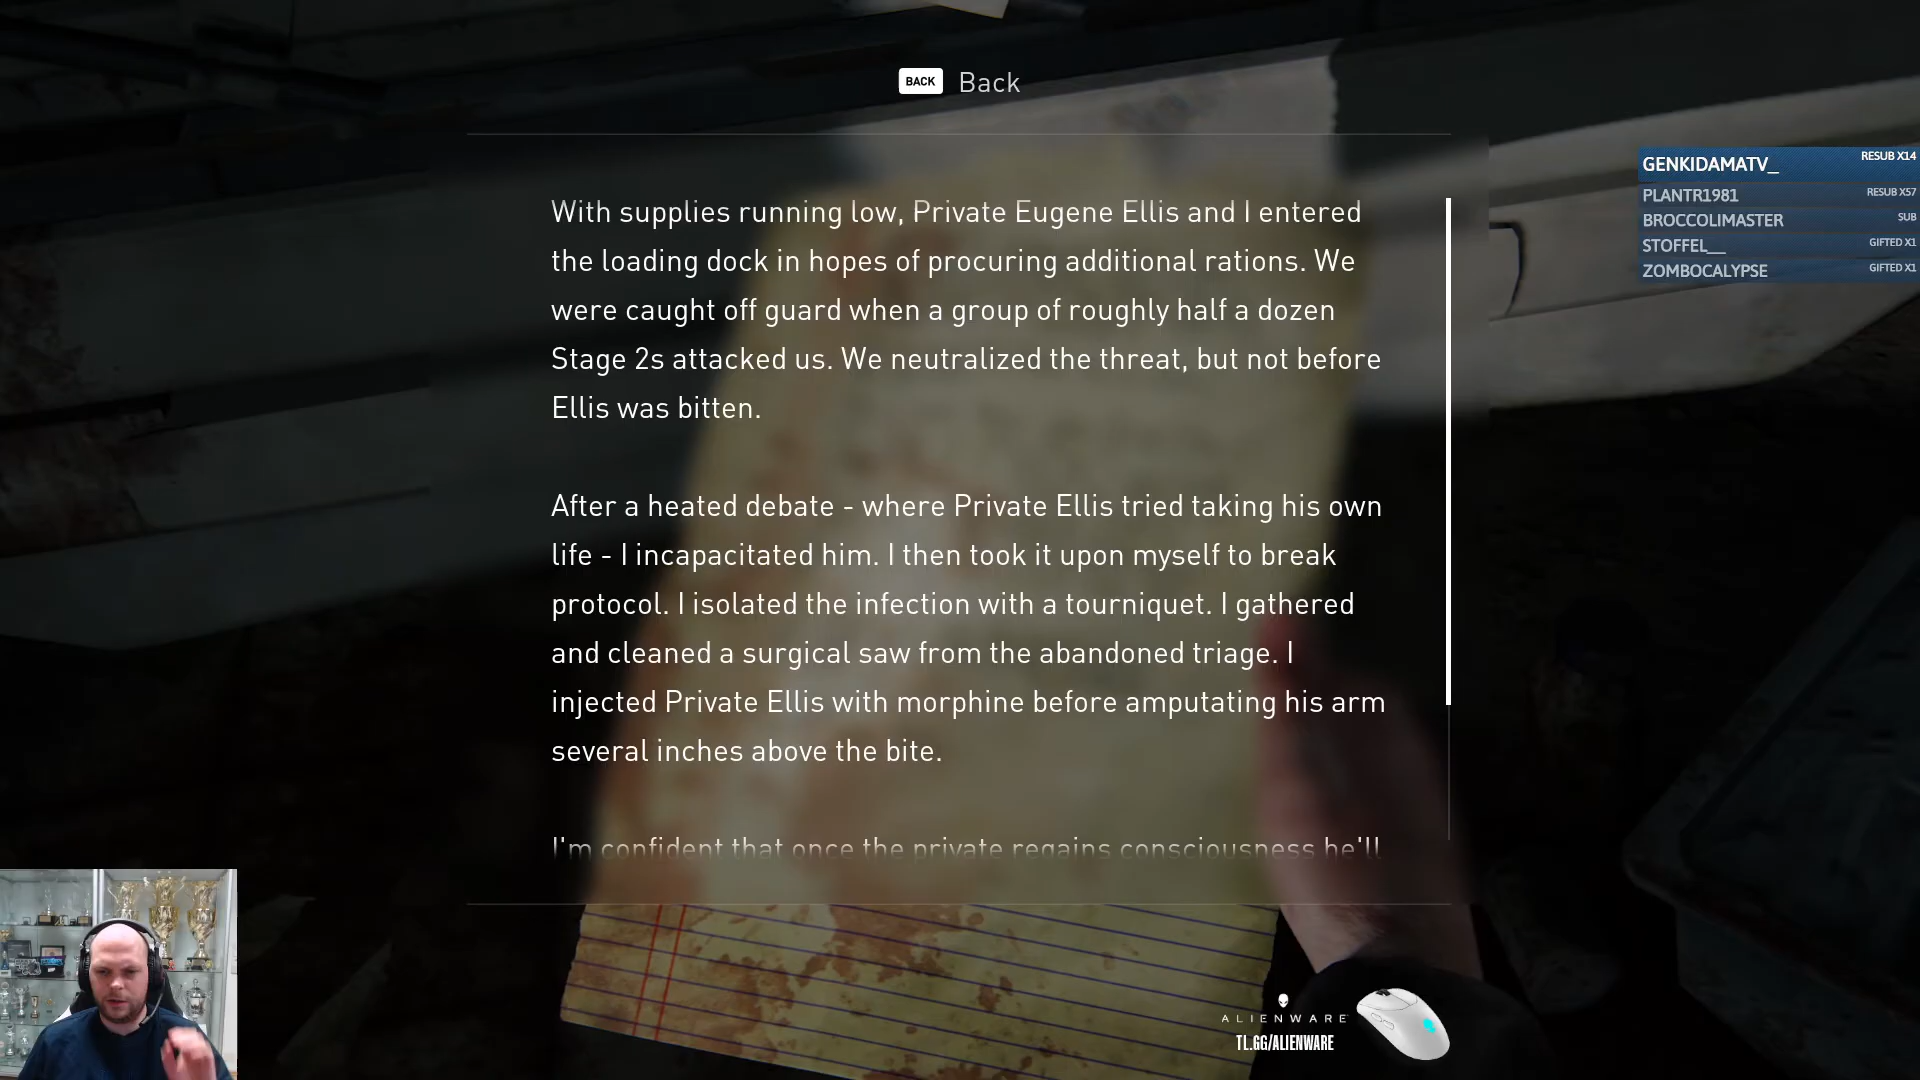 BACK Back
With supplies running low, Private Eugene Ellis and I entered
the loading dock in hopes of procuring additional rations. We
were caught off guard when a group of roughly half a dozen
Stage 2s attacked us. We neutralized the threat, but not before
Ellis was bitten.
After a heated debate - where Private Ellis tried taking his own
life - I incapacitated him. I then took it upon myself to break
protocol. I isolated the infection with a tourniquet. I gathered
and cleaned a surgical saw from the abandoned triage. I
injected Private Ellis with morphine before amputating his arm
several inches above the bite.
I'm confident that once the private regains consciousness he'll
GENKIDAMATV_ RESUB X14
PLANTR1981 RESUB X57
BROCCOLIMASTER SUB
STOFFEL__ GIFTED X1
ZOMBOCALYPSE GIFTED X1
ALIENWARE
TL.GG/ALIENWARE